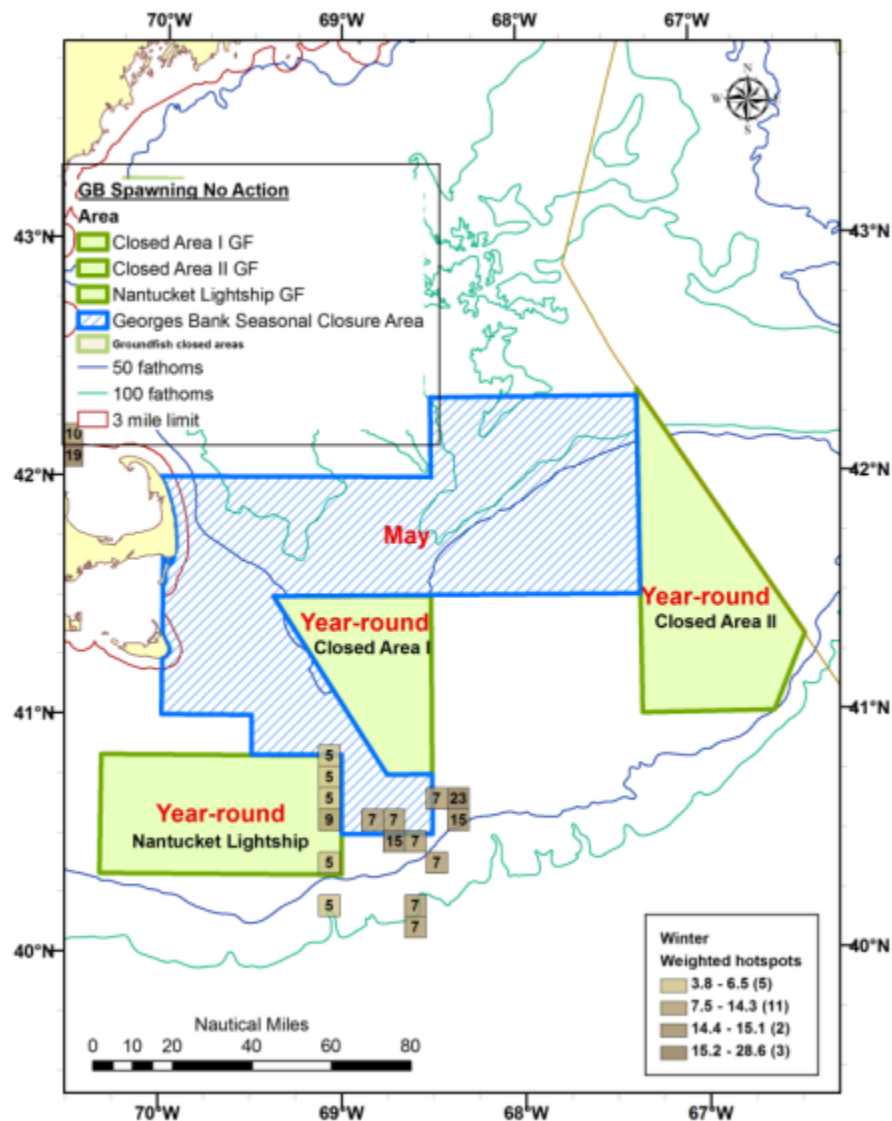 70°W 69°W 68°W 67°W
N
W
S
GB Spawning No Action
Area
Closed Area I GF
Closed Area II GF
Nantucket Lightship GF
Georges Bank Seasonal Closure Area
Groundfish closed areas
50 fathoms
100 fathoms
3 mile limit
43°N 43°N
10
19
42°N 42°N
May
Year-round
Closed Area I
Year-round
Closed Area II
41°N 41°N
5
5
5 7 23
Year-round
9 7 7 15
Nantucket Lightship
15 7
5 7
5 7
7
40°N 40°N
Winter
Weighted hotspots
3.8 - 6.5 (5)
7.5 - 14.3 (11)
14.4 - 15.1 (2)
15.2 - 28.6 (3)
Nautical Miles
0 10 20 40 60 80
70°W 69°W 68°W 67°W